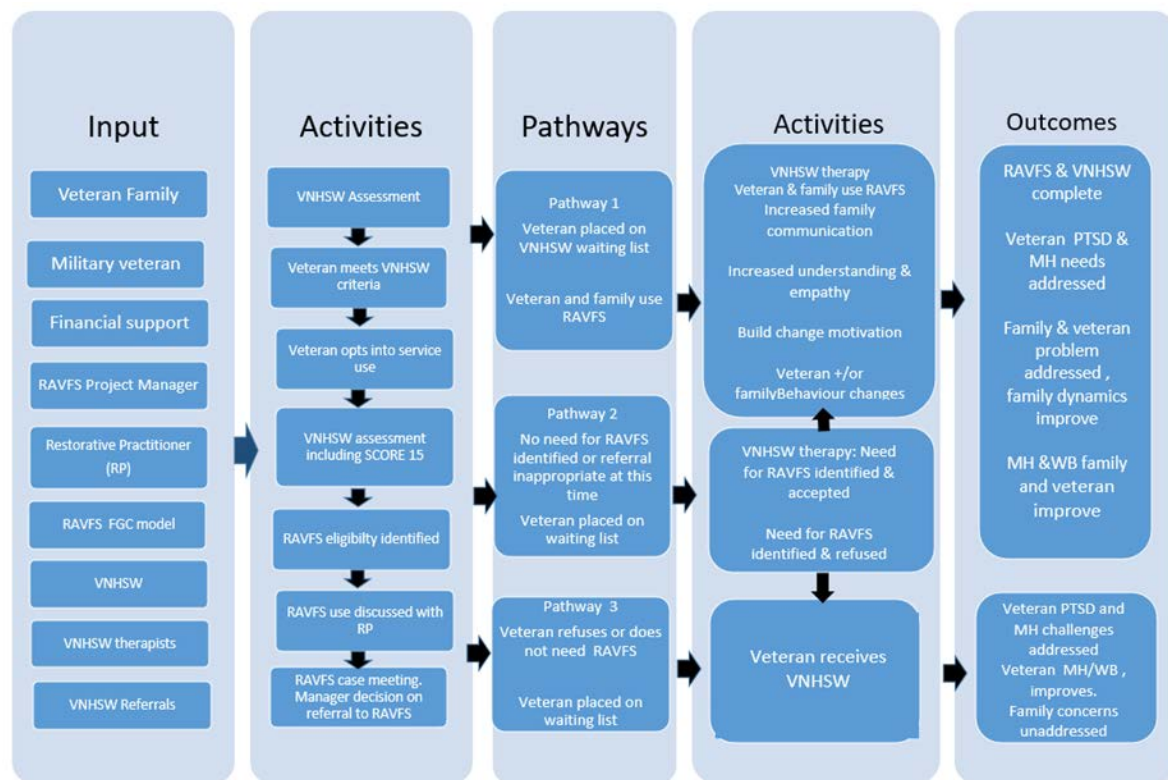 Input
Veteran Family
Military veteran
Financial support
RAVFS Project Manager
Restorative Practitioner
(RP)
RAVFS FGC model
VNHSW
VNHSW therapists
VNHSW Referrals
Activities
VNHSW Assessment
Veteran meets VNHSW
criteria
Veteran opts into service
use
VNHSW assessment
including SCORE 15
RAVFS eligibilty identified
RAVFS use discussed with
RP
RAVFS case meeting.
Manager decision on
referral to RAVFS
Pathways
Pathway 1
Veteran placed on
VNHSW waiting list
Veteran and family use
RAVFS
Pathway 2
No need for RAVFS
identified or referral
inappropriate at this
time
Veteran placed on
waiting list
Pathway 3
Veteran refuses or does
not need RAVFS
Veteran placed on
waiting list
Activities
VNHSW therapy
Veteran & family use RAVFS
Increased family
communication
Increased understanding &
empathy
Build change motivation
Veteran +/or
familyBehaviour changes
VNHSW therapy: Need
for RAVFS identified &
accepted
Need for RAVFS
identified & refused
Veteran receives
VNHSW
Outcomes
RAVFS & VNHSW
complete
Veteran PTSD &
MH needs
addressed
Family & veteran
problem
addressed ,
family dynamics
improve
MH &WB family
and veteran
improve
Veteran PTSD and
MH challenges
addressed
Veteran MH/WB ,
improves.
Family concerns
unaddressed